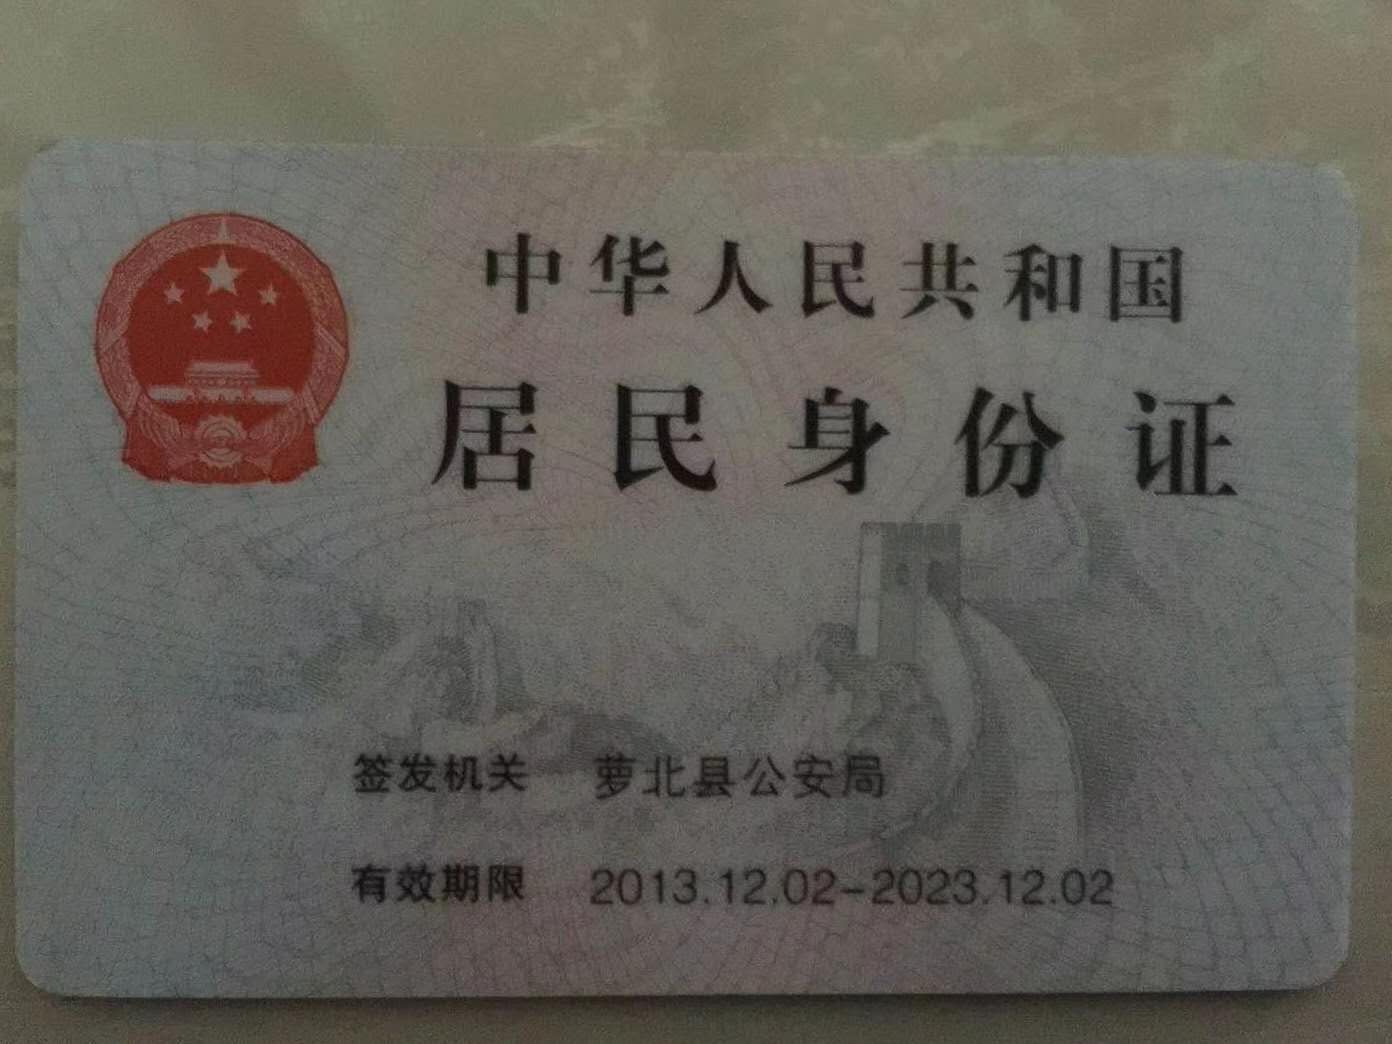 中华人民共和国
居民身份证
签发机关 萝北县公安局
有效期限 2013.12.02-2023.12.02